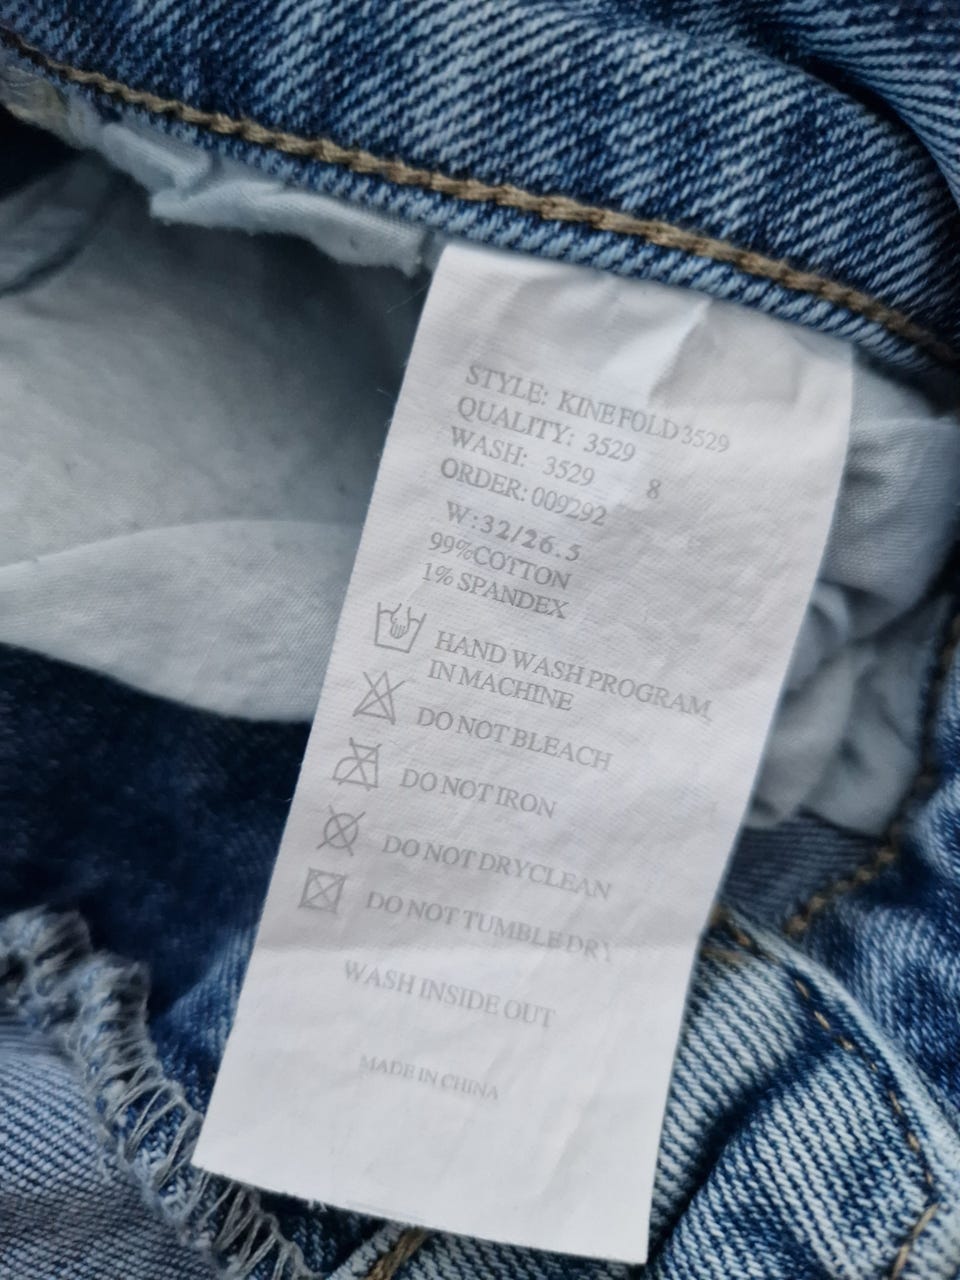 STYLE: KINE FOLD 3529
QUALITY: 3529
WASH: 3529 8
ORDER: 009292
W:32/26.5
99%COTTON
1% SPANDEX
HAND WASH PROGRAM,
IN MACHINE
DO NOT BLEACH
DO NOT IRON
DO NOT DRYCLEAN
DO NOT TUMBLE DRY
WASH INSIDE OUT
MADE IN CHINA